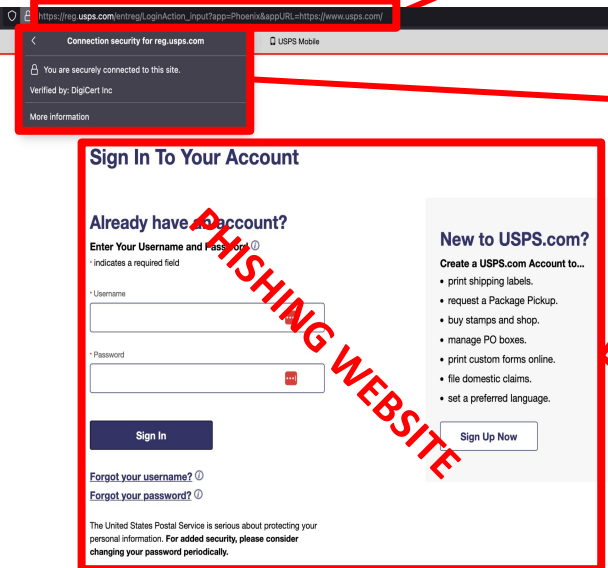 https://reg.usps.com/entreg/LoginAction_input?app=Phoenix&appURL=https://www.usps.com/
Connection security for reg.usps.com
USPS Mobile
You are securely connected to this site.
Verified by: DigiCert Inc
More information
Sign In To Your Account
Already have an account?
Enter Your Username and Password
* indicates a required field
* Username
* Password
Sign In
Forgot your username?
Forgot your password?
The United States Postal Service is serious about protecting your
personal information. For added security, please consider
changing your password periodically.
New to USPS.com?
Create a USPS.com Account to...
• print shipping labels.
• request a Package Pickup.
• buy stamps and shop.
• manage PO boxes.
• print custom forms online.
• file domestic claims.
• set a preferred language.
Sign Up Now
PHISHING WEBSITE